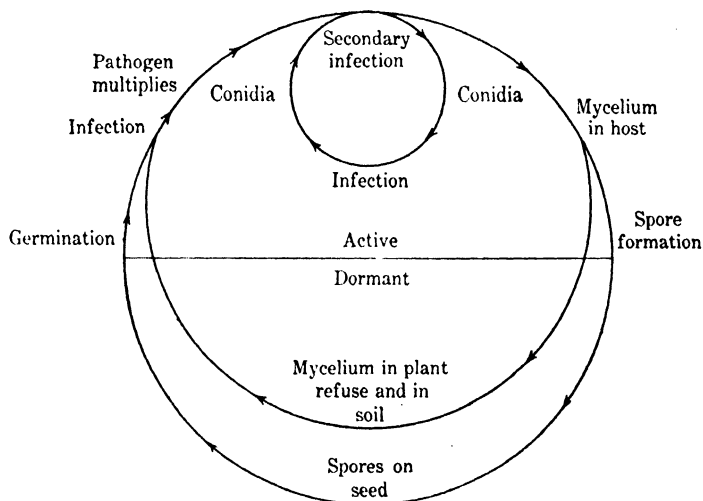 Secondary
infection
Pathogen
multiplies
Conidia
Conidia
Mycelium
in host
Infection
Infection
Germination
Active
Spore
formation
Dormant
Mycelium in plant
refuse and in
soil
Spores on
seed